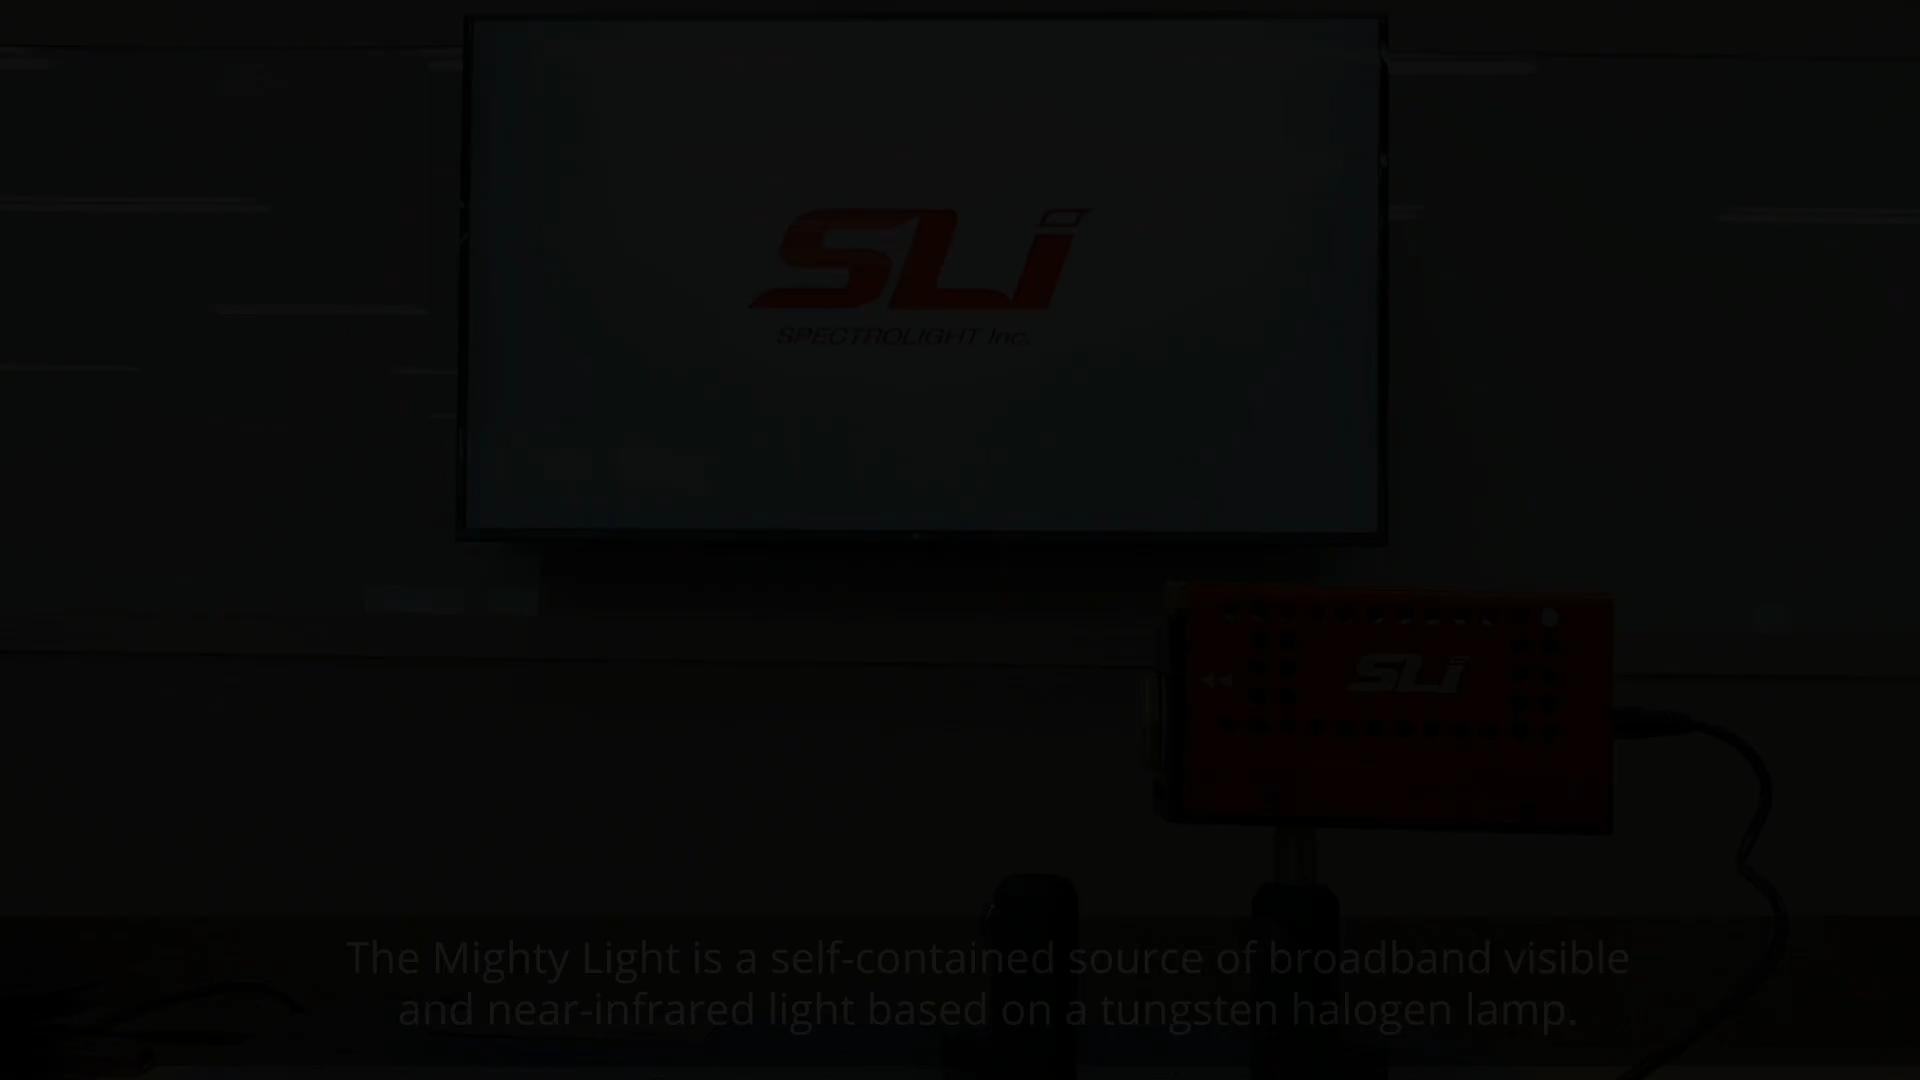 SLi
SPECTROLIGHT Inc.
SLi
The Mighty Light is a self-contained source of broadband visible
and near-infrared light based on a tungsten halogen lamp.